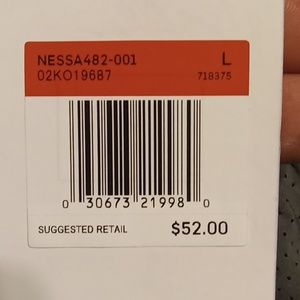 NESSA482-001 L
02KO19687 718375
0 30673 21998 0
SUGGESTED RETAIL $52.00